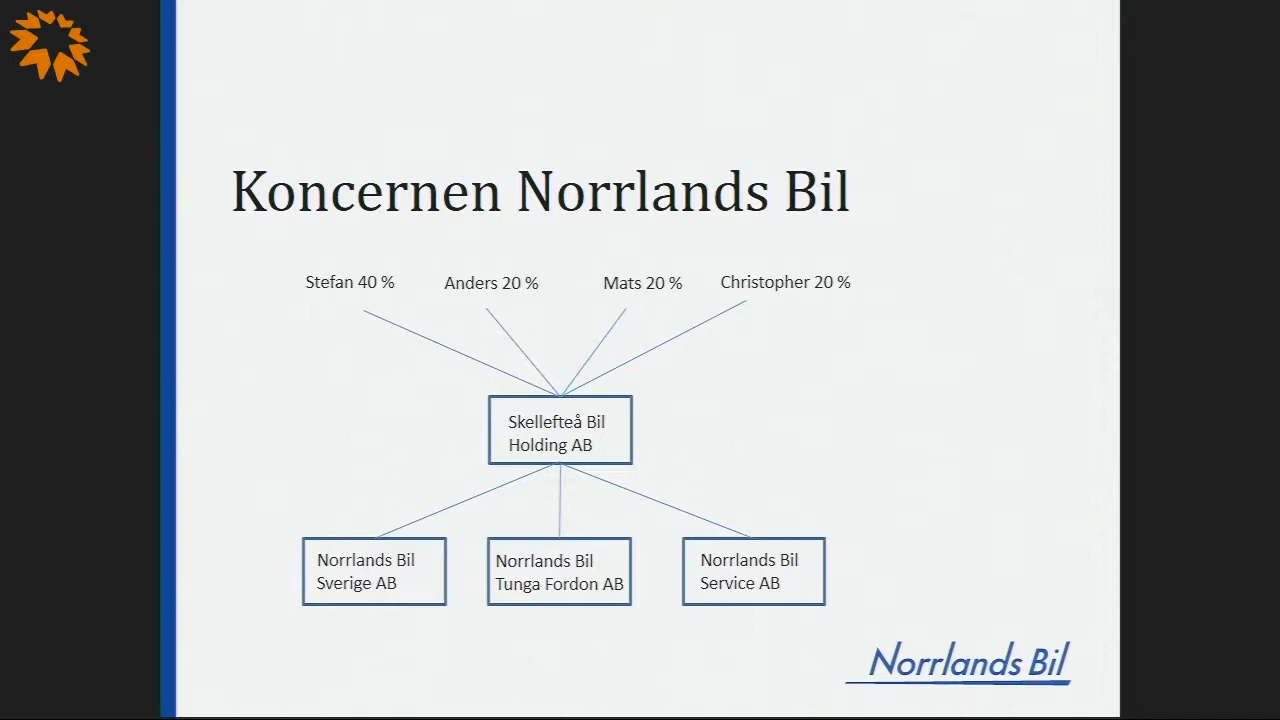 Koncernen Norrlands Bil
Stefan 40 %
Anders 20 %
Mats 20 %
Christopher 20 %
Skellefteå Bil
Holding AB
Norrlands Bil
Sverige AB
Norrlands Bil
Tunga Fordon AB
Norrlands Bil
Service AB
Norrlands Bil